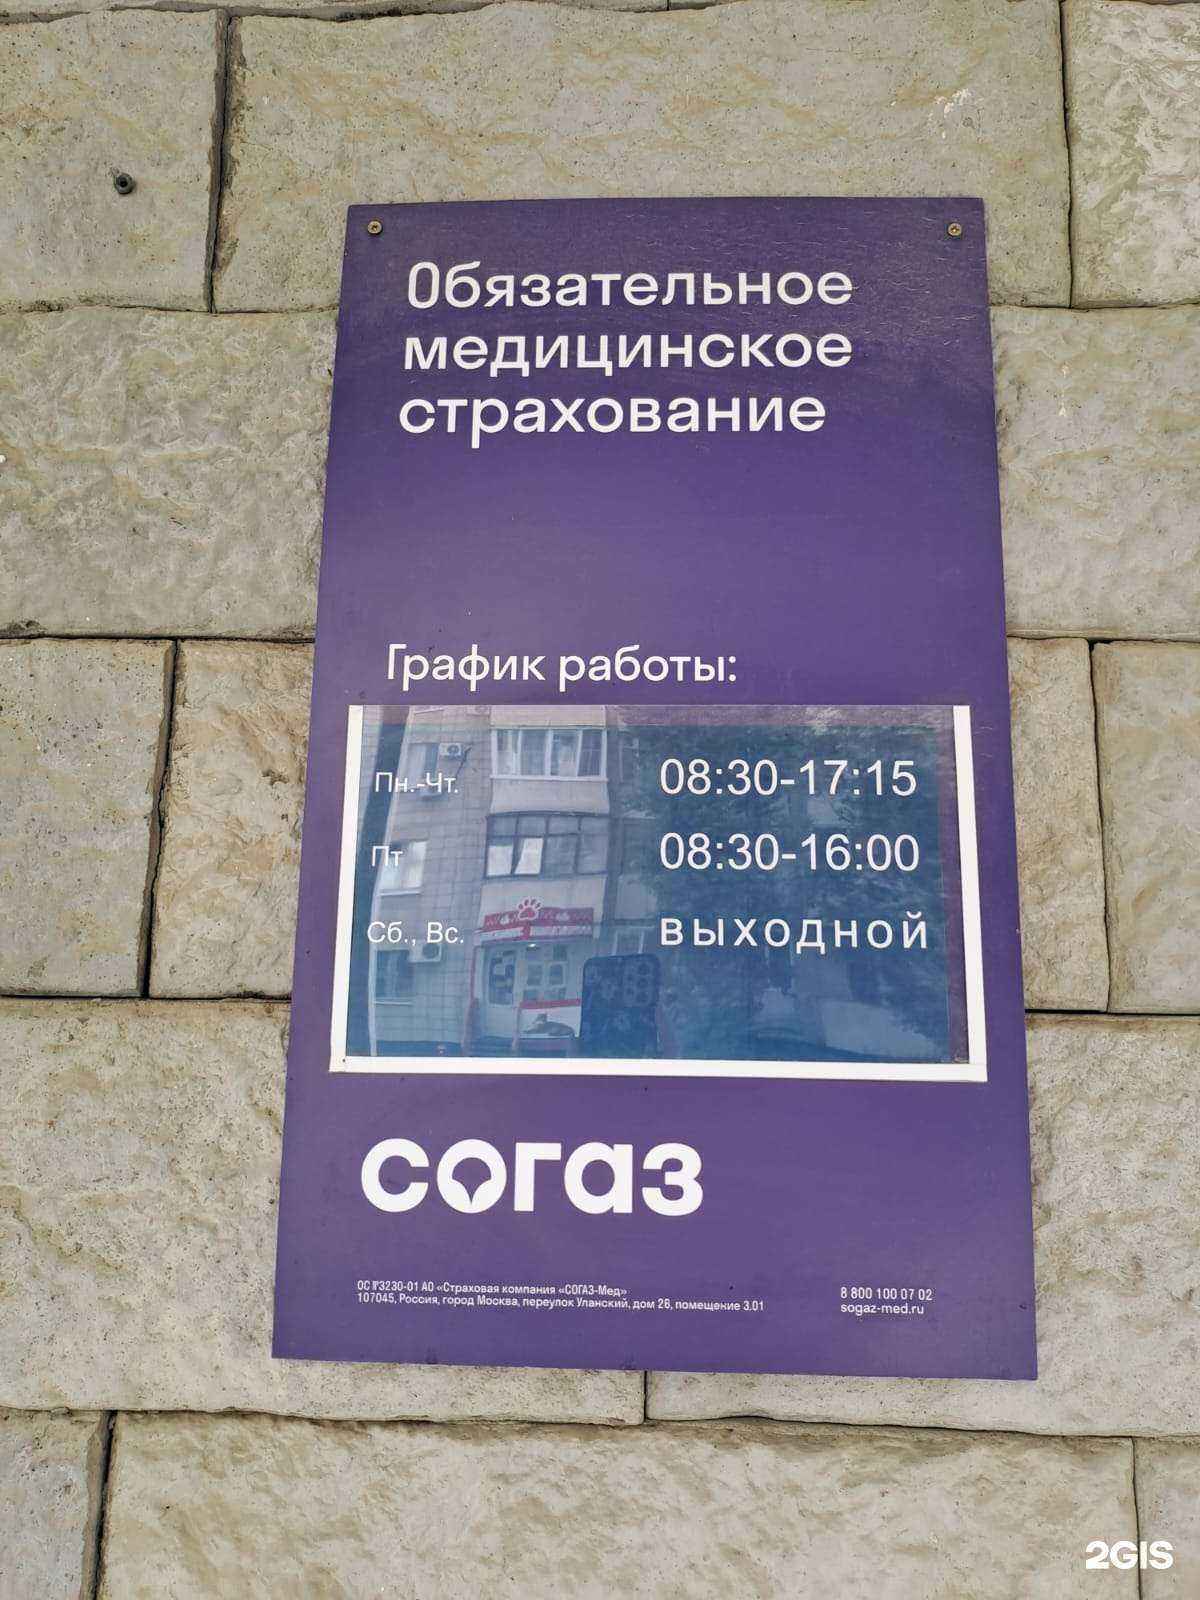 Обязательное
медицинское
страхование
График работы:
Пн.-Чт. 08:30-17:15
Пт 08:30-16:00
Сб., Вс. ВЫХОДНОЙ
согаз
ОС №3230-01 АО «Страховая компания «СОГАЗ-Мед»
107045, Россия, город Москва, переулок Уланский, дом 26, помещение 3.01
8 800 100 07 02
sogaz-med.ru
2GIS